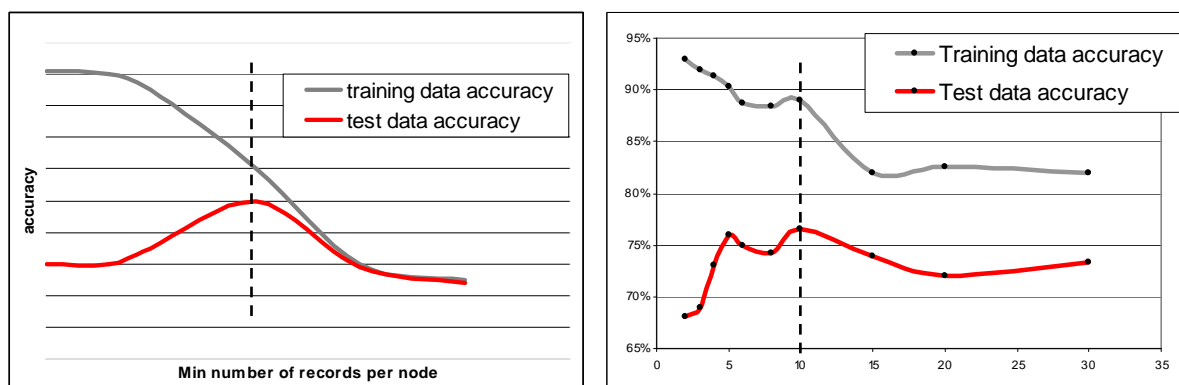 training data accuracy
test data accuracy
accuracy
Min number of records per node
95%
90%
85%
80%
75%
70%
65%
Training data accuracy
Test data accuracy
0 5 10 15 20 25 30 35